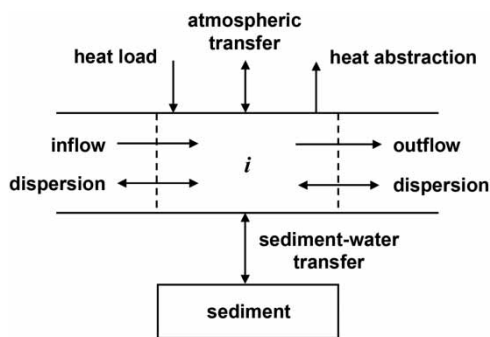 atmospheric
transfer
heat load
heat abstraction
inflow
outflow
i
dispersion
dispersion
sediment-water
transfer
sediment